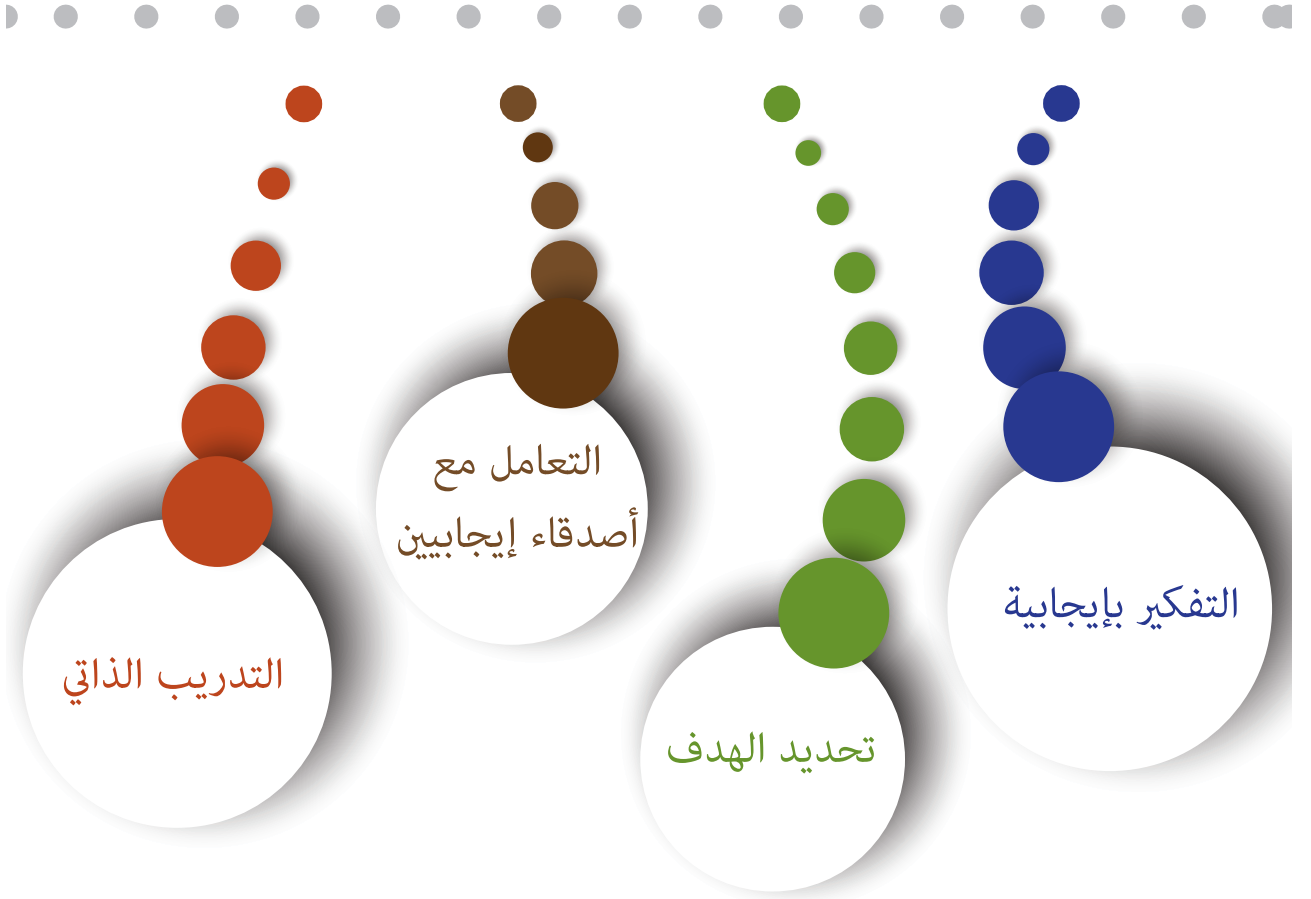 التفكير بإيجابية
تحديد الهدف
التعامل مع
أصدقاء إيجابيين
التدريب الذاتي